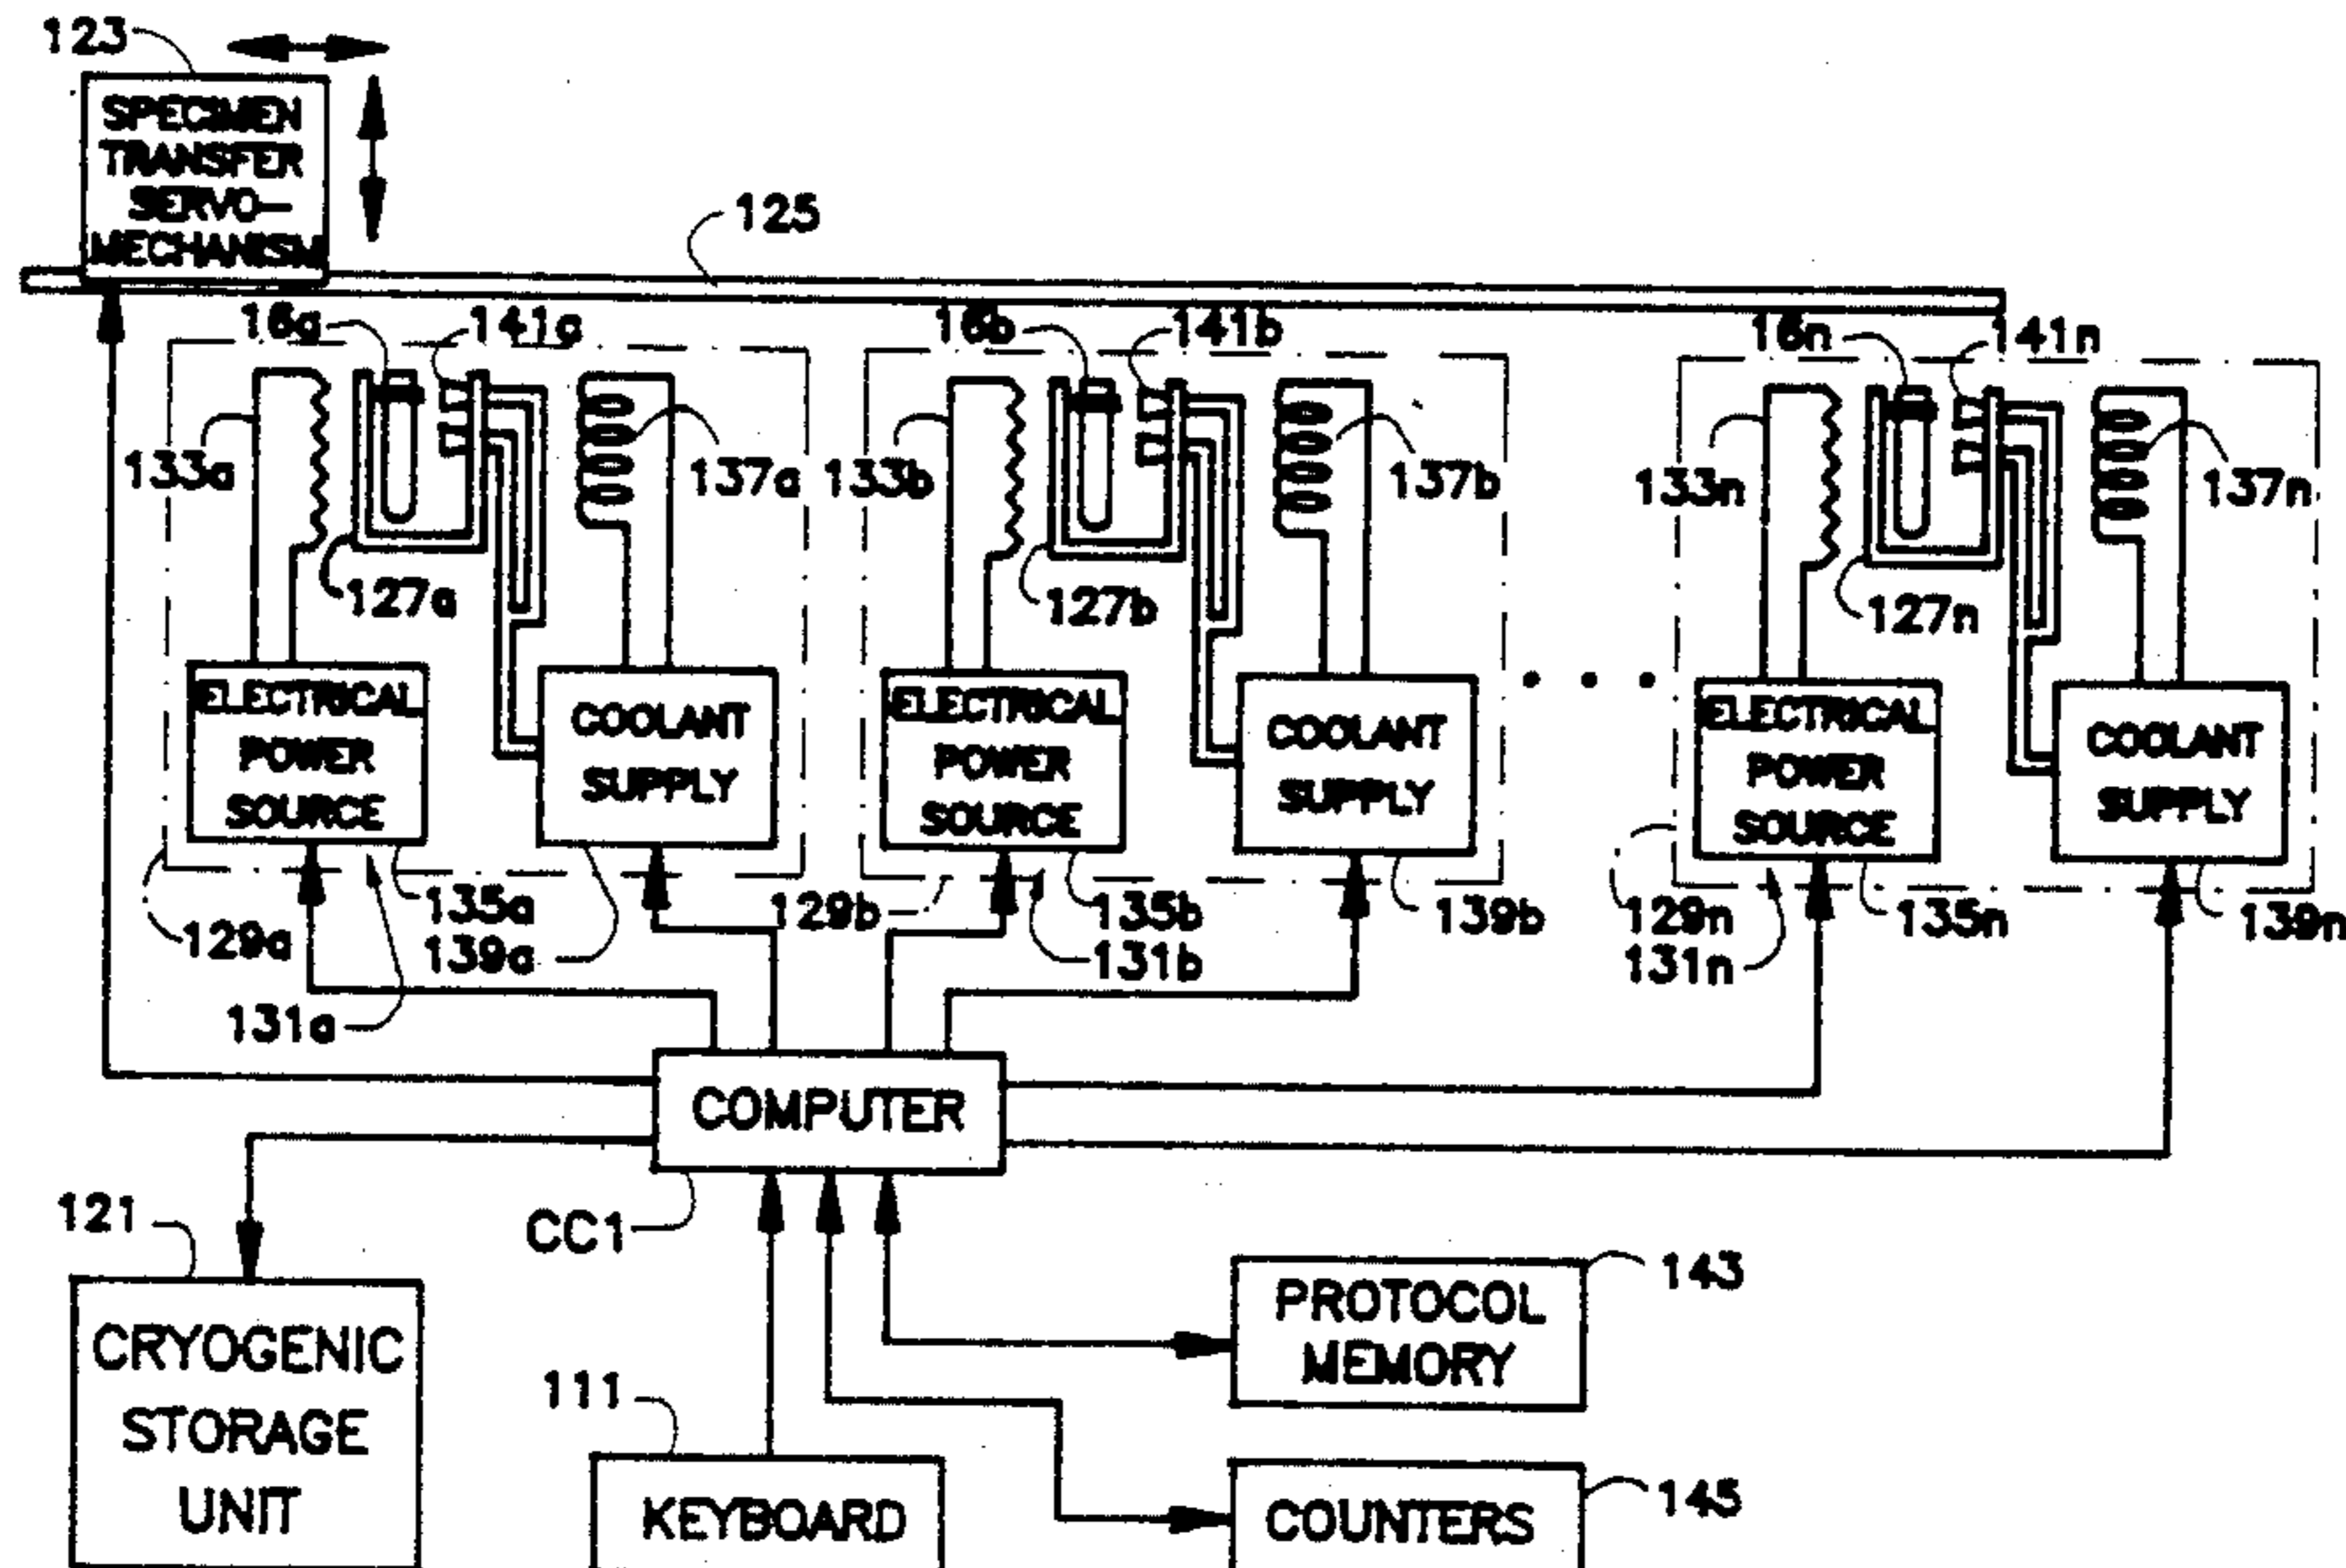 123
SPECIMEN
TRANSFER
SERVO-
MECHANISM
125
16a
141a
16b
141b
16n
141n
133a
137a
133b
137b
133n
137n
127a
127b
127n
ELECTRICAL
POWER
SOURCE
COOLANT
SUPPLY
ELECTRICAL
POWER
SOURCE
COOLANT
SUPPLY
ELECTRICAL
POWER
SOURCE
COOLANT
SUPPLY
129a
135a
139a
131a
129b
135b
131b
139b
129n
131n
135n
139n
COMPUTER
CC1
121
CRYOGENIC
STORAGE
UNIT
111
KEYBOARD
143
PROTOCOL
MEMORY
145
COUNTERS